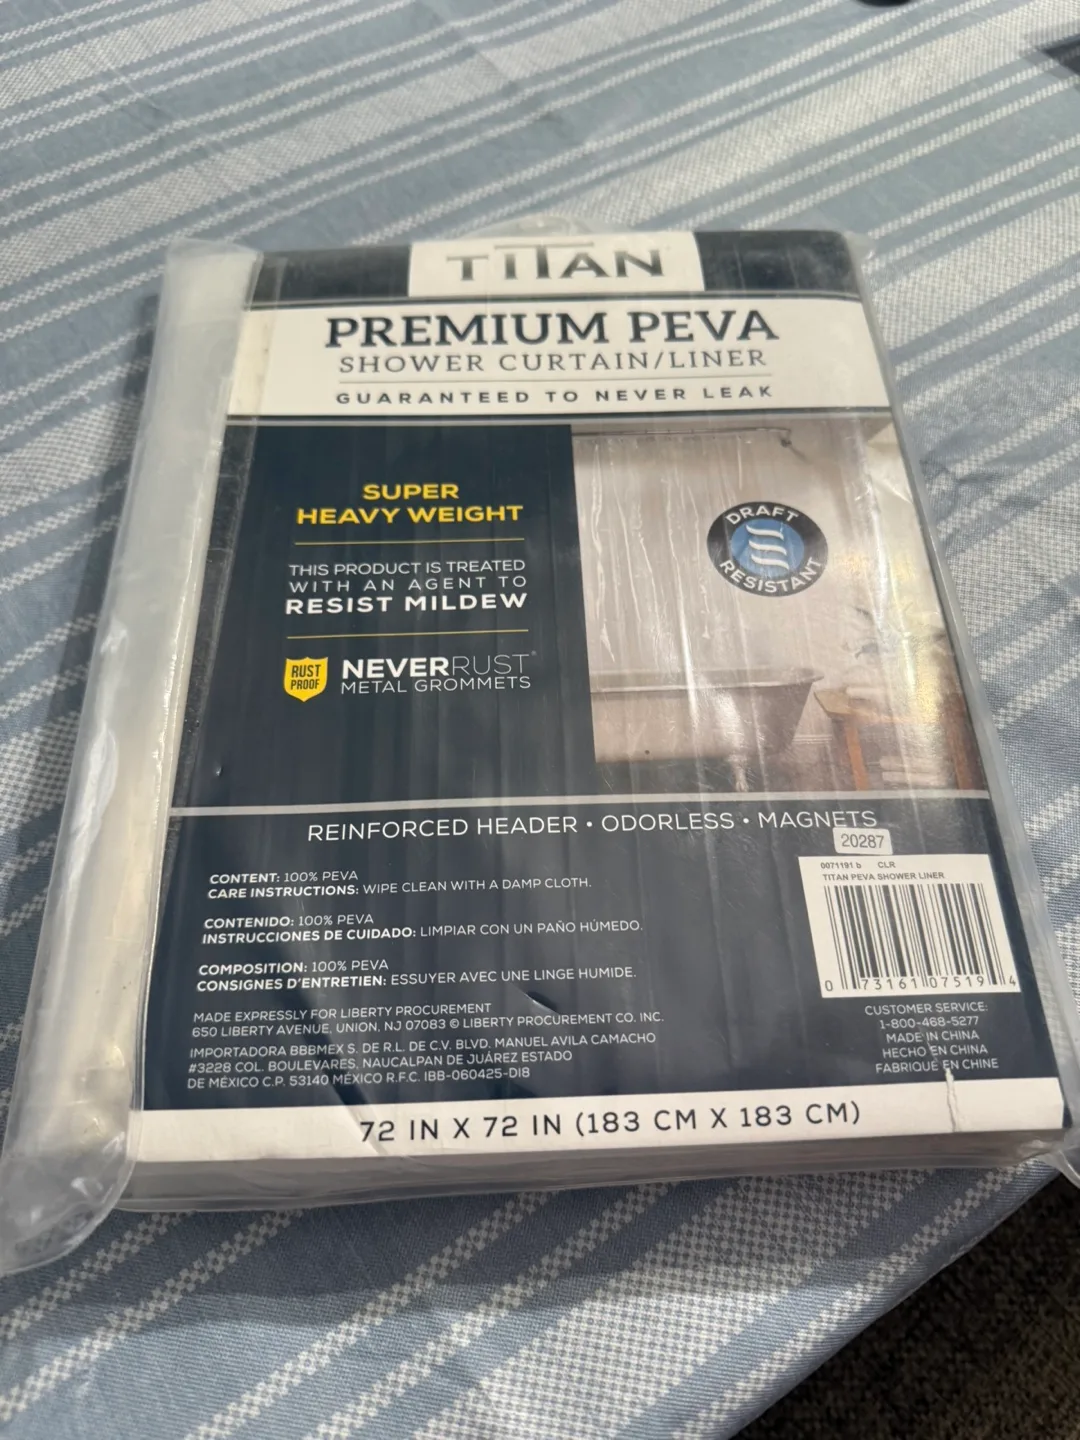 TITAN
PREMIUM PEVA
SHOWER CURTAIN/LINER
GUARANTEED TO NEVER LEAK
SUPER
HEAVY WEIGHT
THIS PRODUCT IS TREATED
WITH AN AGENT TO
RESIST MILDEW
RUST
PROOF
NEVERRUST®
METAL GROMMETS
DRAFT
RESISTANT
REINFORCED HEADER • ODORLESS • MAGNETS
20287
0071191 b CLR
TITAN PEVA SHOWER LINER
0 73161 07519 4
CONTENT: 100% PEVA
CARE INSTRUCTIONS: WIPE CLEAN WITH A DAMP CLOTH.
CONTENIDO: 100% PEVA
INSTRUCCIONES DE CUIDADO: LIMPIAR CON UN PAÑO HÚMEDO.
COMPOSITION: 100% PEVA
CONSIGNES D'ENTRETIEN: ESSUYER AVEC UNE LINGE HUMIDE.
MADE EXPRESSLY FOR LIBERTY PROCUREMENT
650 LIBERTY AVENUE, UNION, NJ 07083 © LIBERTY PROCUREMENT CO. INC.
IMPORTADORA BBBMEX S. DE R.L. DE C.V. BLVD. MANUEL AVILA CAMACHO
#3228 COL. BOULEVARES, NAUCALPAN DE JUÁREZ ESTADO
DE MÉXICO C.P. 53140 MÉXICO R.F.C. IBB-060425-DI8
CUSTOMER SERVICE:
1-800-468-5277
MADE IN CHINA
HECHO EN CHINA
FABRIQUÉ EN CHINE
72 IN X 72 IN (183 CM X 183 CM)